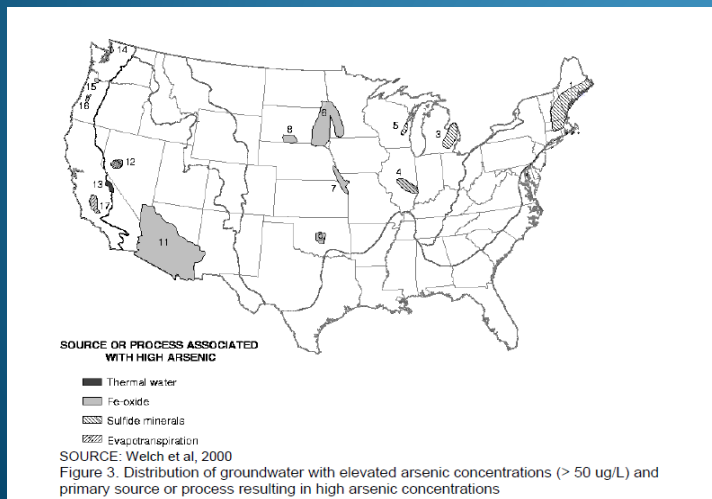 14
1
15
16
8
6
5
3
4
12
7
13
17
11
SOURCE OR PROCESS ASSOCIATED
WITH HIGH ARSENIC
Thermal water
Fe-oxide
Sulfide minerals
Evapotranspiration
SOURCE: Welch et al, 2000
Figure 3. Distribution of groundwater with elevated arsenic concentrations (> 50 ug/L) and
primary source or process resulting in high arsenic concentrations